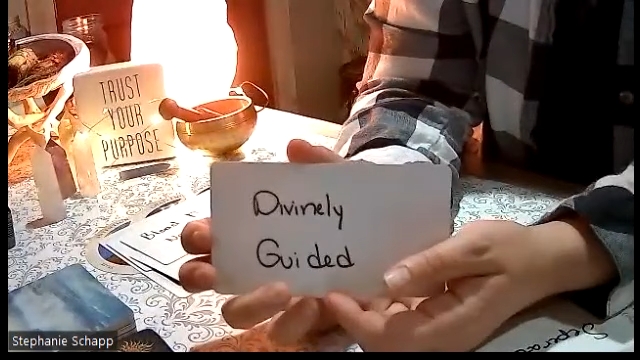 TRUST
YOUR
PURPOSE
Divinely
Guided
Stephanie Schapp